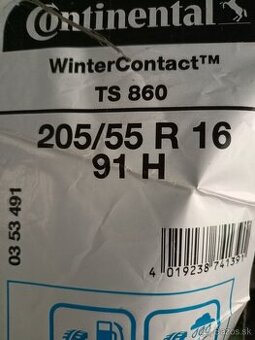 Continental
WinterContact™
TS 860
205/55 R 16
91 H
03 53 491
4 019238 741391